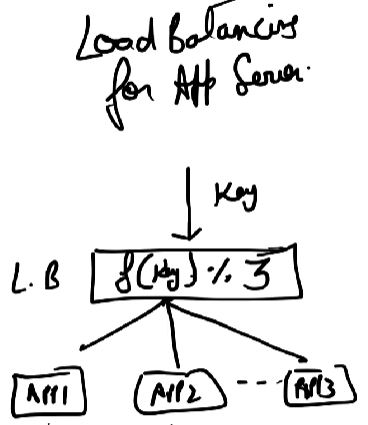 Load Balancing
for App Server.
Key
L.B f(Key) % 3
APP1 APP2 --- APP3